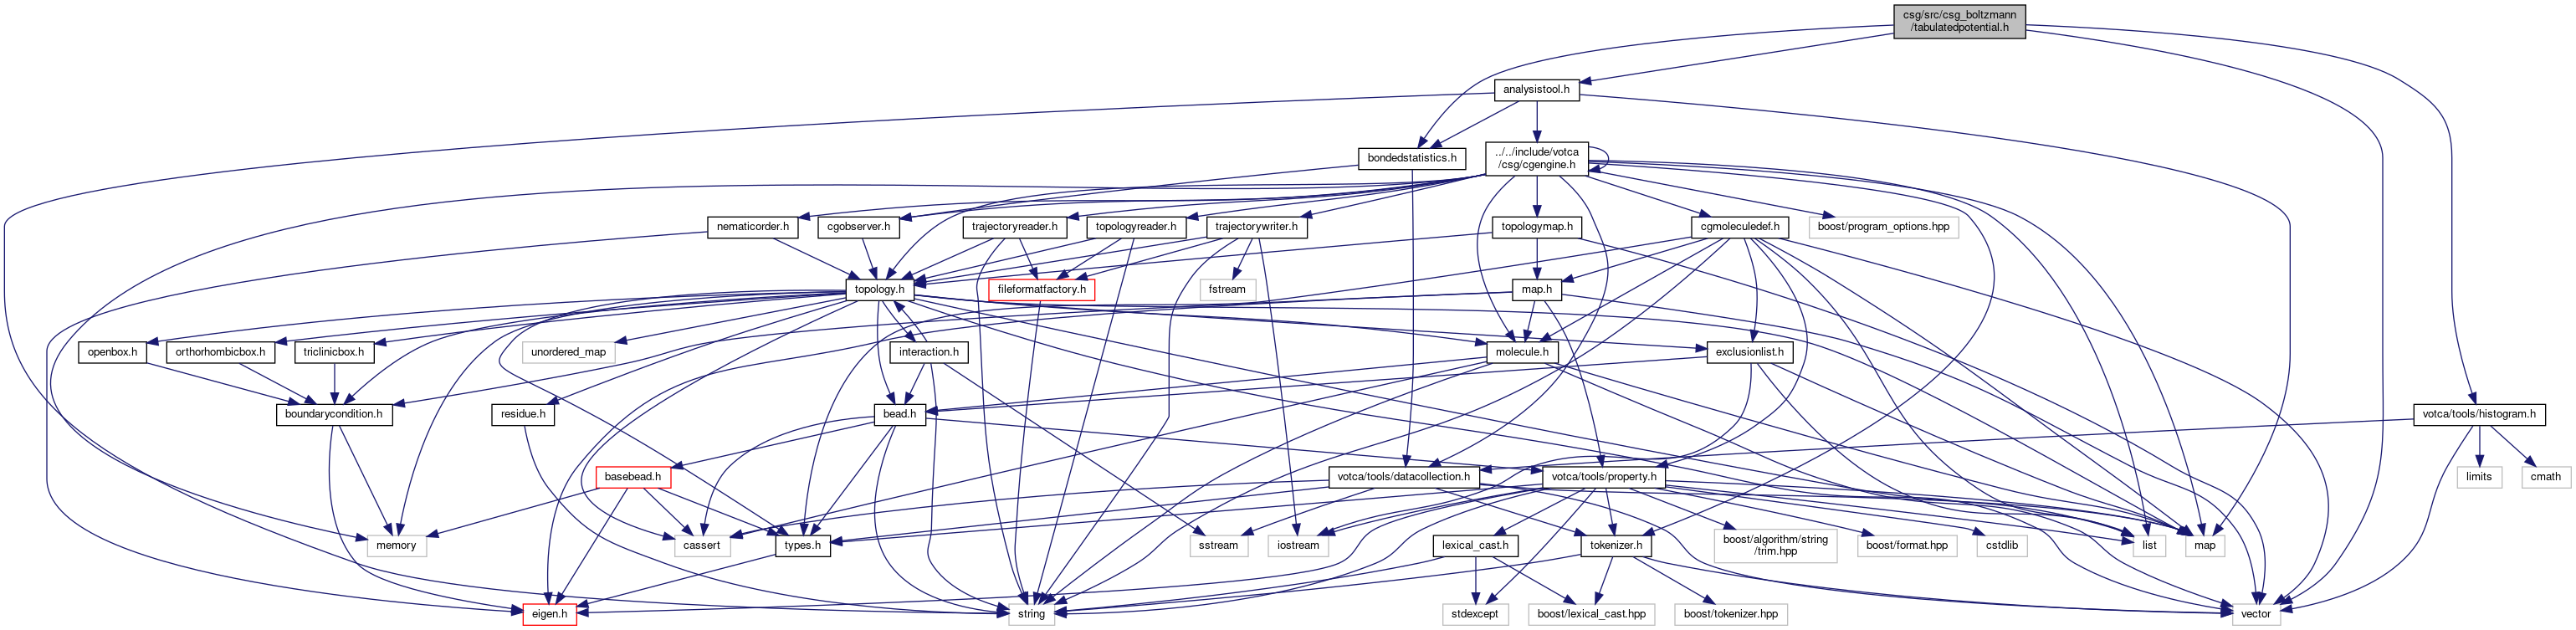 csg/src/csg_boltzmann
/tabulatedpotential.h
analysistool.h
bondedstatistics.h
../../include/votca
/csg/cgengine.h
nematicorder.h
cgobserver.h
trajectoryreader.h
topologyreader.h
trajectorywriter.h
topologymap.h
cgmoleculedef.h
boost/program_options.hpp
topology.h
fileformatfactory.h
fstream
map.h
openbox.h
orthorhombicbox.h
triclinicbox.h
unordered_map
interaction.h
molecule.h
exclusionlist.h
boundarycondition.h
residue.h
bead.h
votca/tools/histogram.h
basebead.h
votca/tools/datacollection.h
votca/tools/property.h
limits
cmath
memory
cassert
types.h
sstream
iostream
lexical_cast.h
tokenizer.h
boost/algorithm/string
/trim.hpp
boost/format.hpp
cstdlib
list
map
eigen.h
string
stdexcept
boost/lexical_cast.hpp
boost/tokenizer.hpp
vector